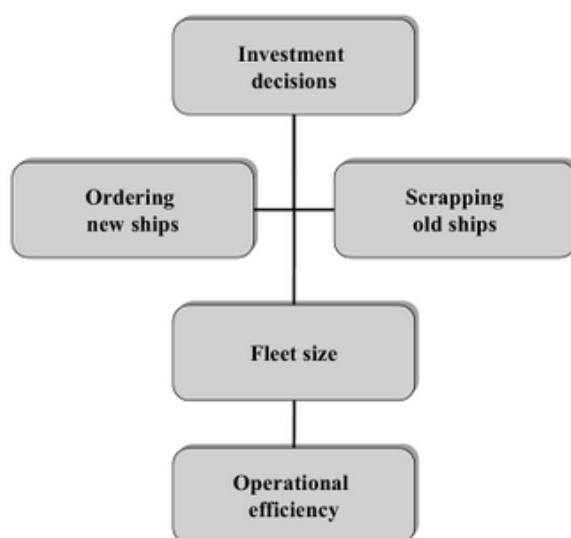 Investment
decisions
Ordering
new ships
Scrapping
old ships
Fleet size
Operational
efficiency